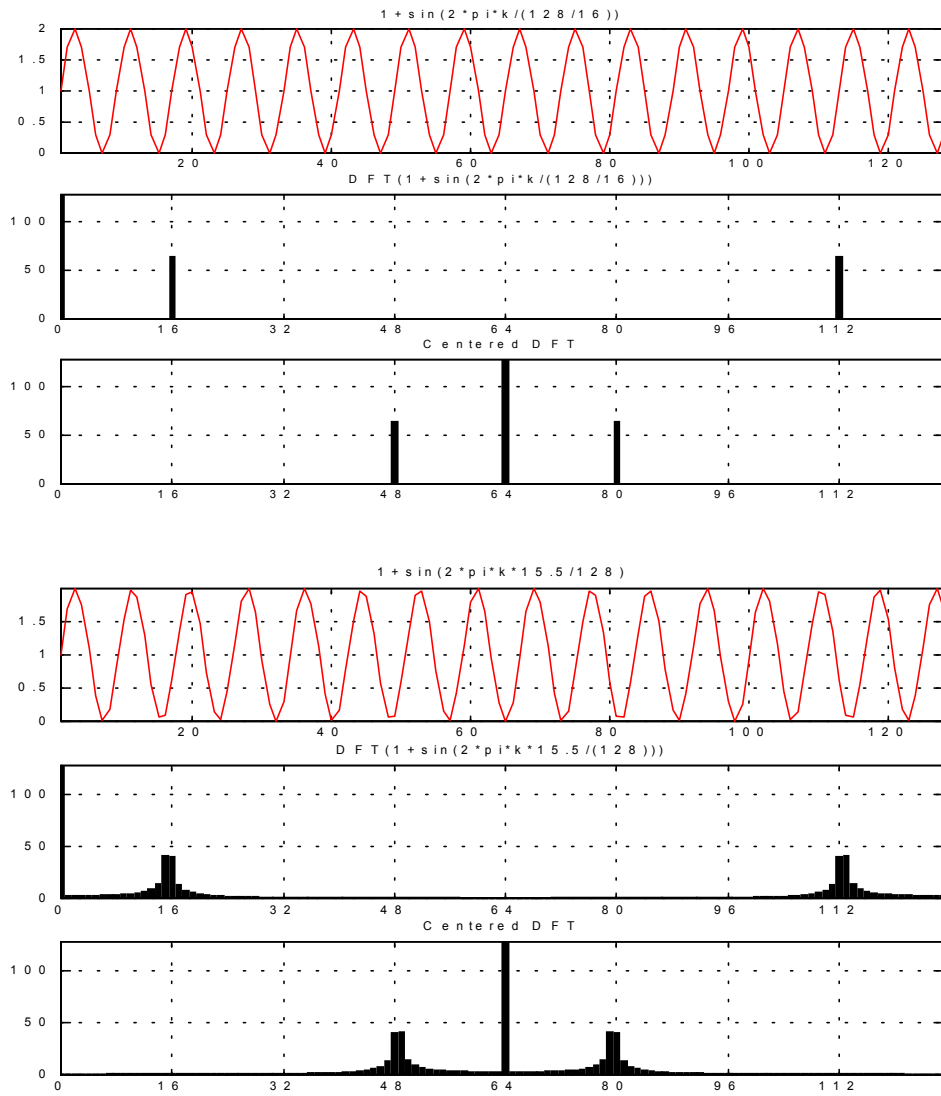 1+sin(2*pi*k/(128/16))
2
1.5
1
0.5
0
20 40 60 80 100 120
DFT(1+sin(2*pi*k/(128/16)))
100
50
0
0 16 32 48 64 80 96 112
Centered DFT
100
50
0
0 16 32 48 64 80 96 112
1+sin(2*pi*k*15.5/128)
1.5
1
0.5
0
20 40 60 80 100 120
DFT(1+sin(2*pi*k*15.5/(128)))
100
50
0
0 16 32 48 64 80 96 112
Centered DFT
100
50
0
0 16 32 48 64 80 96 112